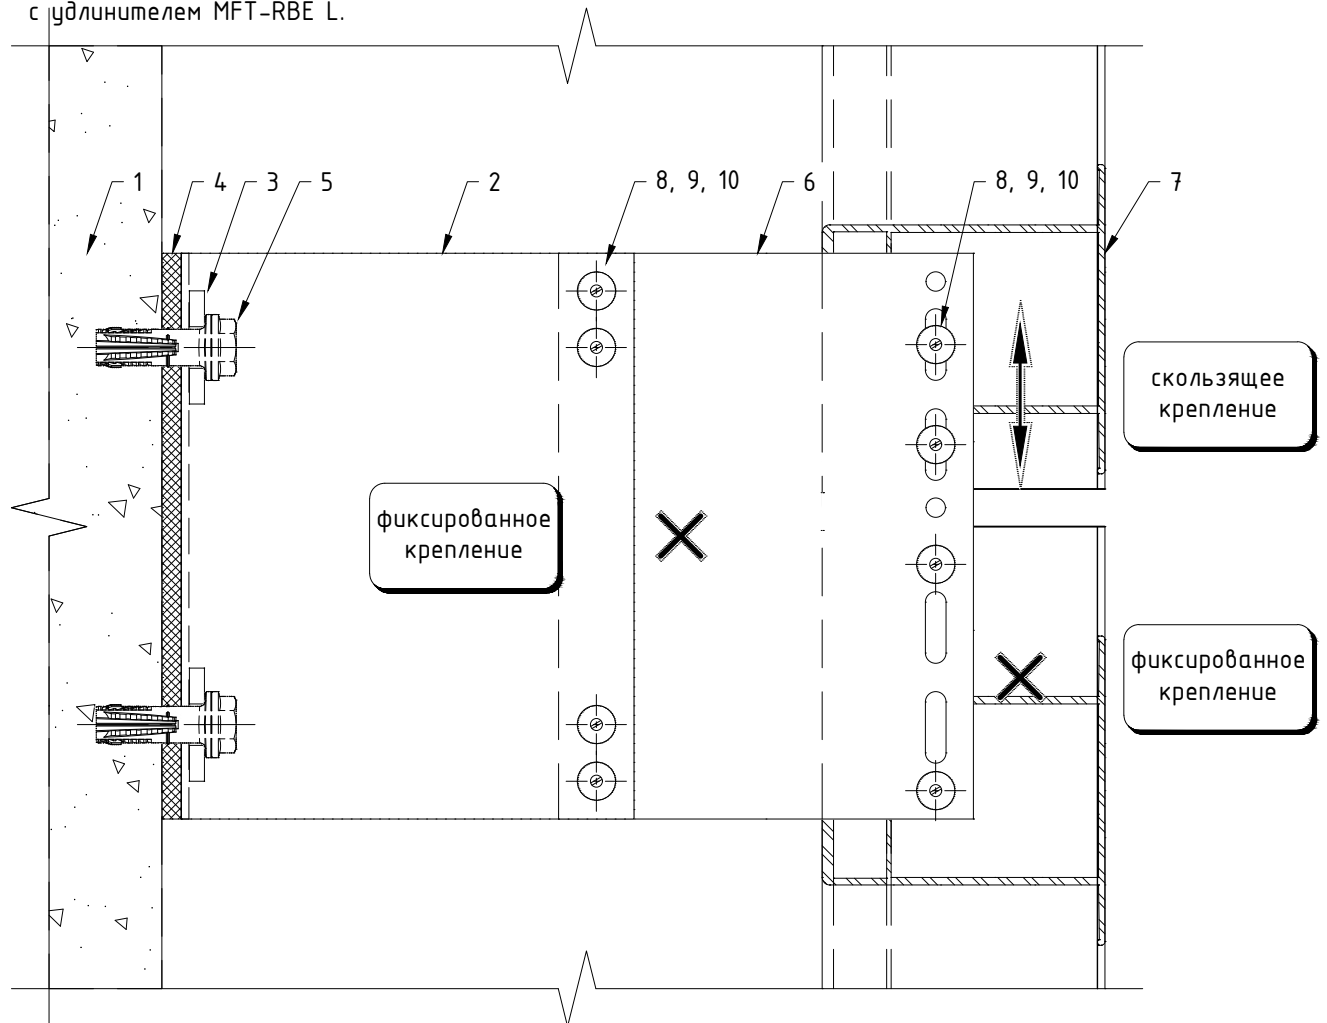 с удлинителем MFT-RBE L.
1
4
3
5
2
8, 9, 10
6
8, 9, 10
7
скользящее
крепление
фиксированное
крепление
фиксированное
крепление